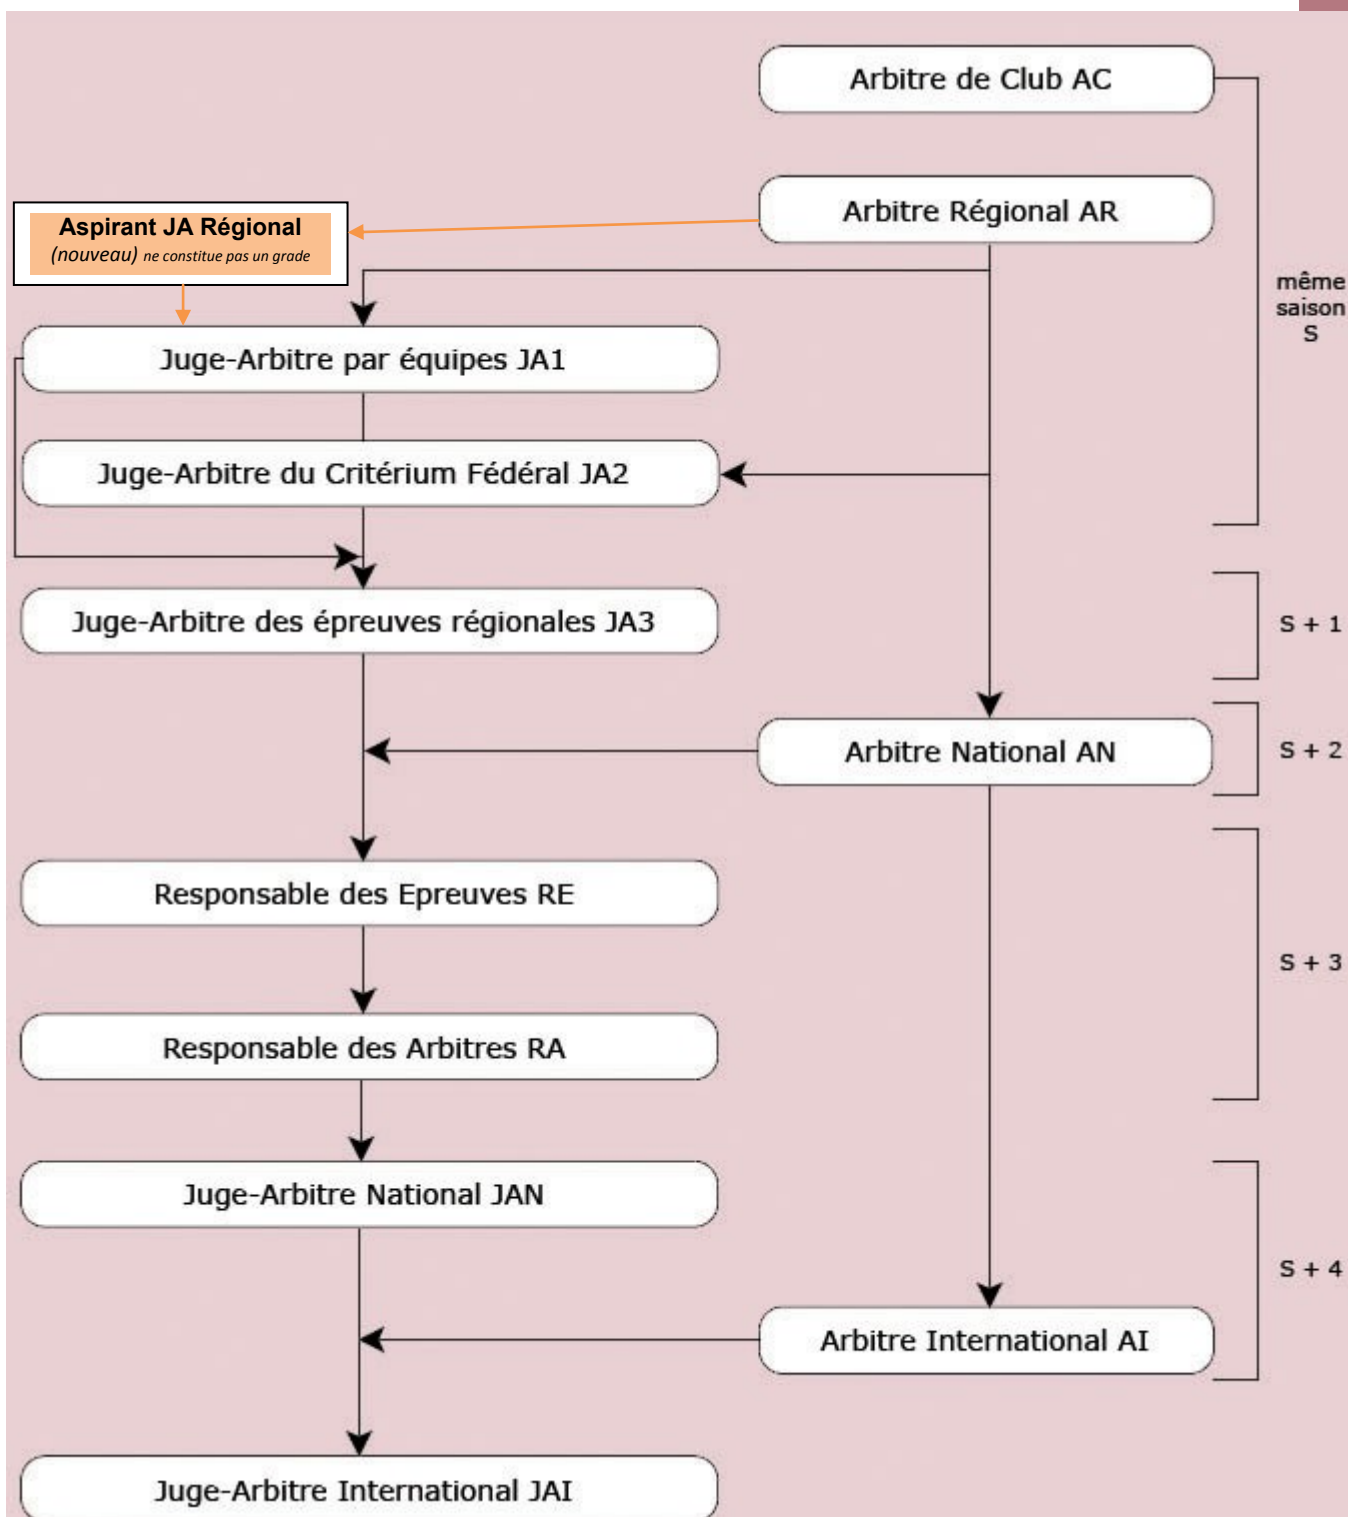 Arbitre de Club AC
Arbitre Régional AR
Aspirant JA Régional
(nouveau) ne constitue pas un grade
même
saison
S
Juge-Arbitre par équipes JA1
Juge-Arbitre du Critérium Fédéral JA2
Juge-Arbitre des épreuves régionales JA3
S + 1
Arbitre National AN
S + 2
Responsable des Epreuves RE
S + 3
Responsable des Arbitres RA
Juge-Arbitre National JAN
S + 4
Arbitre International AI
Juge-Arbitre International JAI